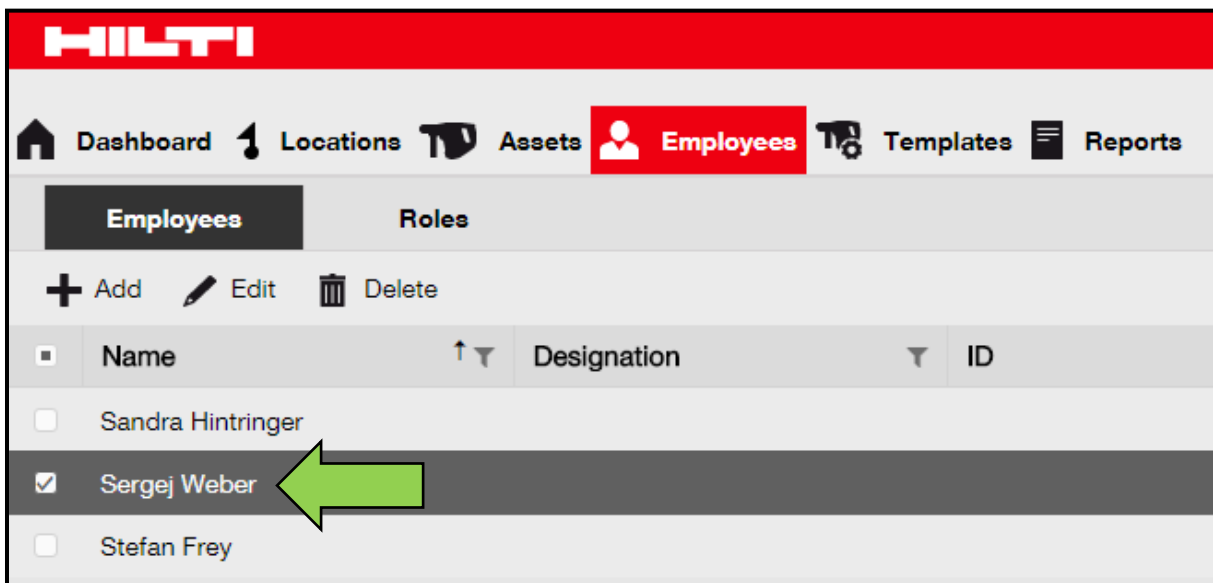 HILTI
Dashboard Locations Assets Employees Templates Reports
Employees Roles
Add Edit Delete
Name Designation ID
Sandra Hintringer
Sergej Weber
Stefan Frey